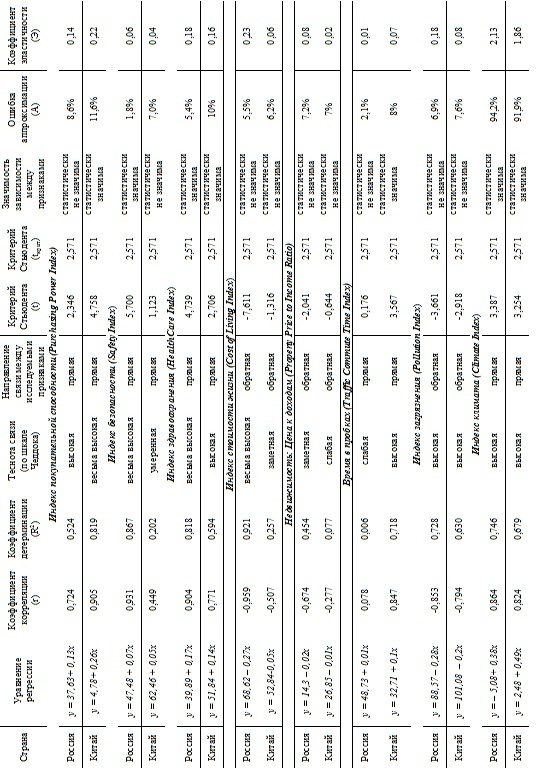 Страна Уравнение регрессии Коэффициент корреляции (r) Коэффициент детерминации (R²) Теснота связи (по шкале Чеддока) Направление связи между исследуемыми признаками Критерий Стьюдента (t) Критерий Стьюдента (tкрит) Значимость зависимости между признаками Ошибка аппроксимации (А) Коэффициент эластичности (Э)
Индекс покупательной способности (Purchasing Power Index)
Россия y = 37,65 + 0,13x 0,724 0,524 высокая прямая 2,346 2,571 статистически не значима 8,6% 0,14
Китай y = 4,78+ 0,26x 0,905 0,819 весьма высокая прямая 4,758 2,571 статистически значима 11,6% 0,22
Индекс безопасности (Safety Index)
Россия y = 47,48 + 0,07x 0,931 0,867 весьма высокая прямая 5,700 2,571 статистически значима 1,8% 0,06
Китай y = 62,46 + 0,05x 0,449 0,202 умеренная прямая 1,123 2,571 статистически не значима 7,0% 0,04
Индекс здравоохранения (Health Care Index)
Россия y = 39,89 + 0,17x 0,904 0,818 весьма высокая прямая 4,739 2,571 статистически значима 5,4% 0,18
Китай y = 51,84 + 0,14x 0,771 0,594 высокая прямая 2,706 2,571 статистически значима 10% 0,16
Индекс стоимости жизни (Cost of Living Index)
Россия y = 68,62 – 0,27x -0,959 0,921 весьма высокая обратная -7,611 2,571 статистически не значима 5,5% 0,23
Китай y = 52,84-0,05x -0,507 0,257 заметная обратная -1,316 2,571 статистически не значима 6,2% 0,06
Недвижимость: Цена к доходам (Property Price to Income Ratio)
Россия y = 14,3 – 0,02x -0,674 0,454 заметная обратная -2,041 2,571 статистически не значима 7,2% 0,08
Китай y = 26,85 – 0,01x -0,277 0,077 слабая обратная -0,644 2,571 статистически не значима 7% 0,02
Время в пробках (Traffic Commute Time Index)
Россия y = 48,73 + 0,01x 0,078 0,006 слабая прямая 0,176 2,571 статистически не значима 2,1% 0,01
Китай y = 32,71 + 0,1x 0,847 0,718 высокая прямая 3,567 2,571 статистически значима 8% 0,07
Индекс загрязнения (Pollution Index)
Россия y = 88,57 – 0,28x -0,853 0,728 высокая обратная -3,661 2,571 статистически не значима 6,9% 0,18
Китай y = 101,08 – 0,2x -0,794 0,630 высокая обратная -2,918 2,571 статистически не значима 7,6% 0,08
Индекс климата (Climate Index)
Россия y = – 5,08+ 0,38x 0,864 0,746 высокая прямая 3,387 2,571 статистически значима 94,2% 2,13
Китай y = 2,48 + 0,49x 0,824 0,679 высокая прямая 3,254 2,571 статистически значима 91,9% 1,86